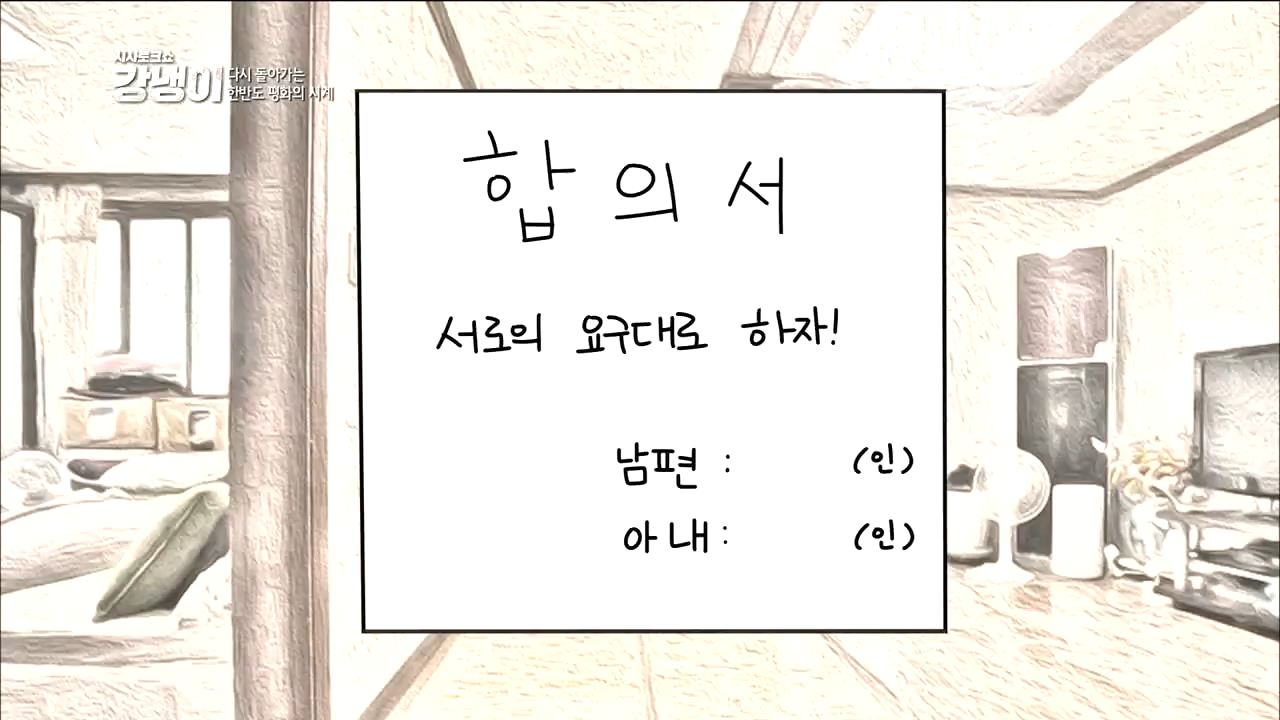 시사토크쇼
강냉이
다시 돌아가는
한반도 평화의 시계
합의서
서로의 요구대로 하자!
남편 : (인)
아내 : (인)